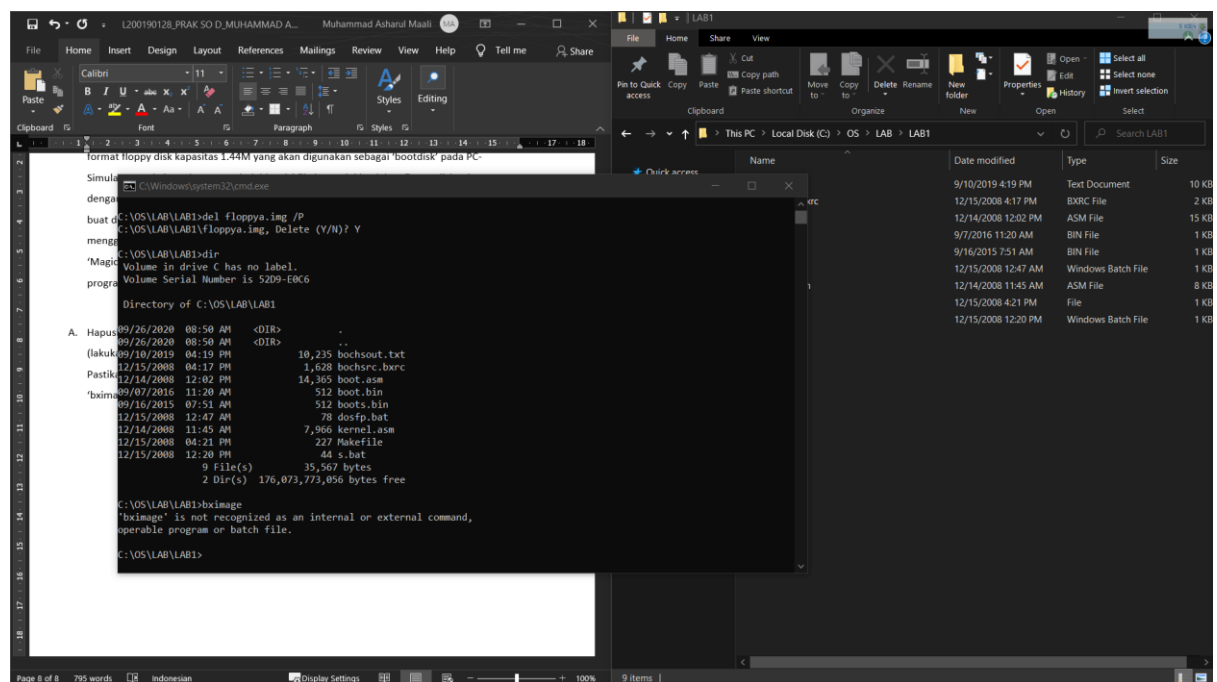 L200190128_PRAK SO D_MUHAMMAD A... Muhammad Asharul Maali MA
File Home Insert Design Layout References Mailings Review View Help Tell me Share
Calibri 11
Paste
B I U abc x₂ x²
Aa A A
Styles Editing
Clipboard Font Paragraph Styles
format floppy disk kapasitas 1.44M yang akan digunakan sebagai 'bootdisk' pada PC-
Simula
denga
buat d
mengg
'Magic
progra
A. Hapus
(lakuk
Pastik
'bxima
C:\Windows\system32\cmd.exe
C:\OS\LAB\LAB1>del floppya.img /P
C:\OS\LAB\LAB1\floppya.img, Delete (Y/N)? Y
C:\OS\LAB\LAB1>dir
Volume in drive C has no label.
Volume Serial Number is 52D9-E0C6
Directory of C:\OS\LAB\LAB1
09/26/2020 08:50 AM <DIR> .
09/26/2020 08:50 AM <DIR> ..
09/10/2019 04:19 PM 10,235 bochsout.txt
12/15/2008 04:17 PM 1,628 bochsrc.bxrc
12/14/2008 12:02 PM 14,365 boot.asm
09/07/2016 11:20 AM 512 boot.bin
09/16/2015 07:51 AM 512 boots.bin
12/15/2008 12:47 AM 78 dosfp.bat
12/14/2008 11:45 AM 7,966 kernel.asm
12/15/2008 04:21 PM 227 Makefile
12/15/2008 12:20 PM 44 s.bat
9 File(s) 35,567 bytes
2 Dir(s) 176,073,773,056 bytes free
C:\OS\LAB\LAB1>bximage
'bximage' is not recognized as an internal or external command,
operable program or batch file.
C:\OS\LAB\LAB1>
Page 8 of 8 795 words Indonesian Display Settings 100%
LAB1
File Home Share View
Pin to Quick access
Copy
Paste
Cut
Copy path
Paste shortcut
Move to
Copy to
Delete
Rename
New folder
Properties
Open
Edit
History
Select all
Select none
Invert selection
Clipboard Organize New Open Select
This PC > Local Disk (C:) > OS > LAB > LAB1 Search LAB1
Quick access
Name Date modified Type Size
9/10/2019 4:19 PM Text Document 10 KB
xrc 12/15/2008 4:17 PM BXRC File 2 KB
12/14/2008 12:02 PM ASM File 15 KB
9/7/2016 11:20 AM BIN File 1 KB
9/16/2015 7:51 AM BIN File 1 KB
12/15/2008 12:47 AM Windows Batch File 1 KB
12/14/2008 11:45 AM ASM File 8 KB
12/15/2008 4:21 PM File 1 KB
12/15/2008 12:20 PM Windows Batch File 1 KB
9 items